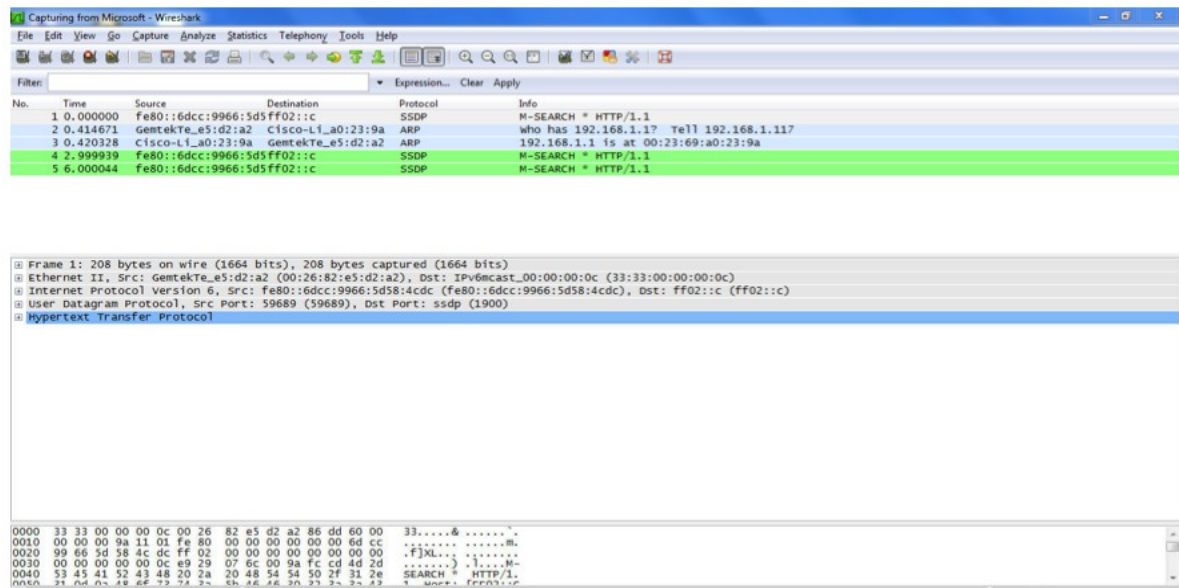 Capturing from Microsoft - Wireshark
File Edit View Go Capture Analyze Statistics Telephony Tools Help
Filter: Expression... Clear Apply
No. Time Source Destination Protocol Info
1 0.000000 fe80::6dcc:9966:5d5ff02::c SSDP M-SEARCH * HTTP/1.1
2 0.414671 GemtekTe_e5:d2:a2 Cisco-Li_a0:23:9a ARP Who has 192.168.1.1? Tell 192.168.1.117
3 0.420328 Cisco-Li_a0:23:9a GemtekTe_e5:d2:a2 ARP 192.168.1.1 is at 00:23:69:a0:23:9a
4 2.999939 fe80::6dcc:9966:5d5ff02::c SSDP M-SEARCH * HTTP/1.1
5 6.000044 fe80::6dcc:9966:5d5ff02::c SSDP M-SEARCH * HTTP/1.1
Frame 1: 208 bytes on wire (1664 bits), 208 bytes captured (1664 bits)
Ethernet II, Src: GemtekTe_e5:d2:a2 (00:26:82:e5:d2:a2), Dst: IPv6mcast_00:00:00:0c (33:33:00:00:00:0c)
Internet Protocol Version 6, Src: fe80::6dcc:9966:5d58:4cdc (fe80::6dcc:9966:5d58:4cdc), Dst: ff02::c (ff02::c)
User Datagram Protocol, Src Port: 59689 (59689), Dst Port: ssdp (1900)
Hypertext Transfer Protocol
0000 33 33 00 00 00 0c 00 26 82 e5 d2 a2 86 dd 60 00 33.....& ......`.
0010 00 00 00 9a 11 01 fe 80 00 00 00 00 00 00 6d cc ........ ......m.
0020 99 66 5d 58 4c dc ff 02 00 00 00 00 00 00 00 00 .f]XL... ........
0030 00 00 00 00 00 0c e9 29 07 6c 00 9a fc cd 4d 2d .......) .l....M-
0040 53 45 41 52 43 48 20 2a 20 48 54 54 50 2f 31 2e SEARCH * HTTP/1.